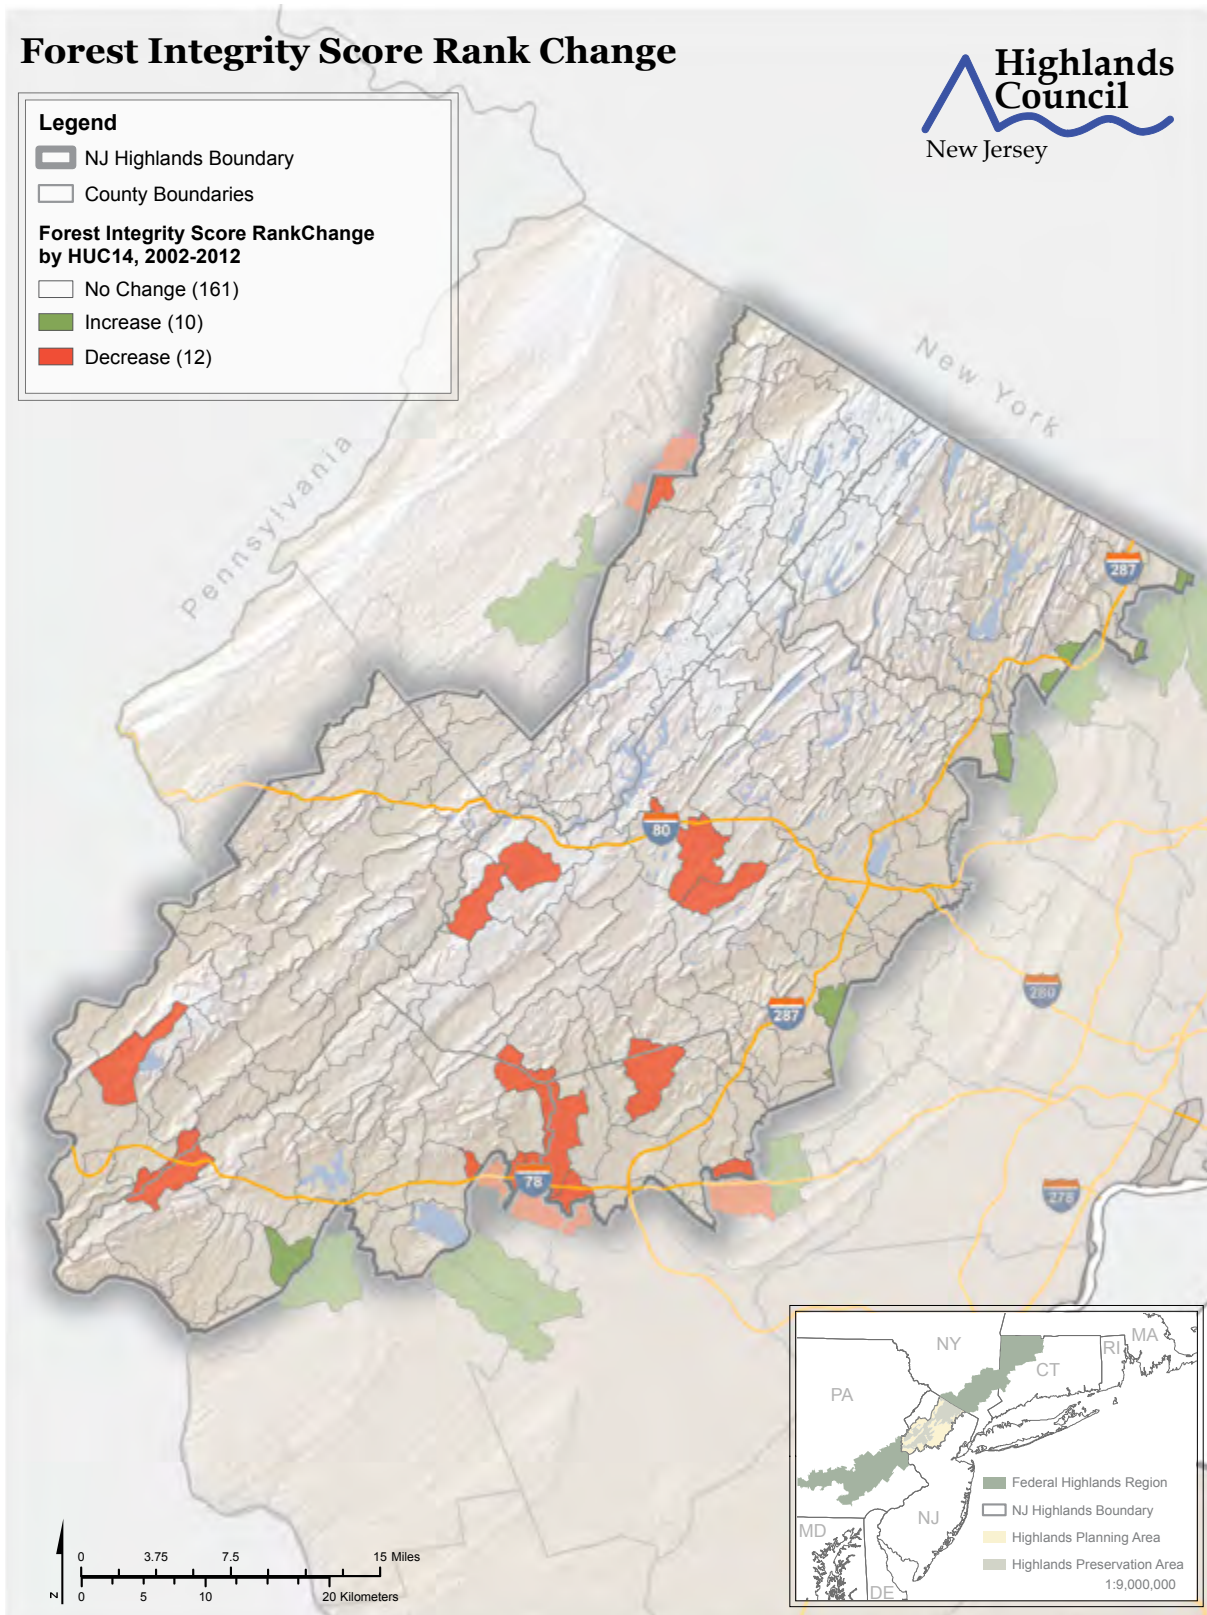 Forest Integrity Score Rank Change
Highlands
Council
New Jersey
Legend
NJ Highlands Boundary
County Boundaries
Forest Integrity Score RankChange
by HUC14, 2002-2012
No Change (161)
Increase (10)
Decrease (12)
New York
Pennsylvania
287
80
280
287
78
278
NY
MA
RI
CT
PA
NJ
MD
DE
Federal Highlands Region
NJ Highlands Boundary
Highlands Planning Area
Highlands Preservation Area
1:9,000,000
N
0 3.75 7.5 15 Miles
0 5 10 20 Kilometers